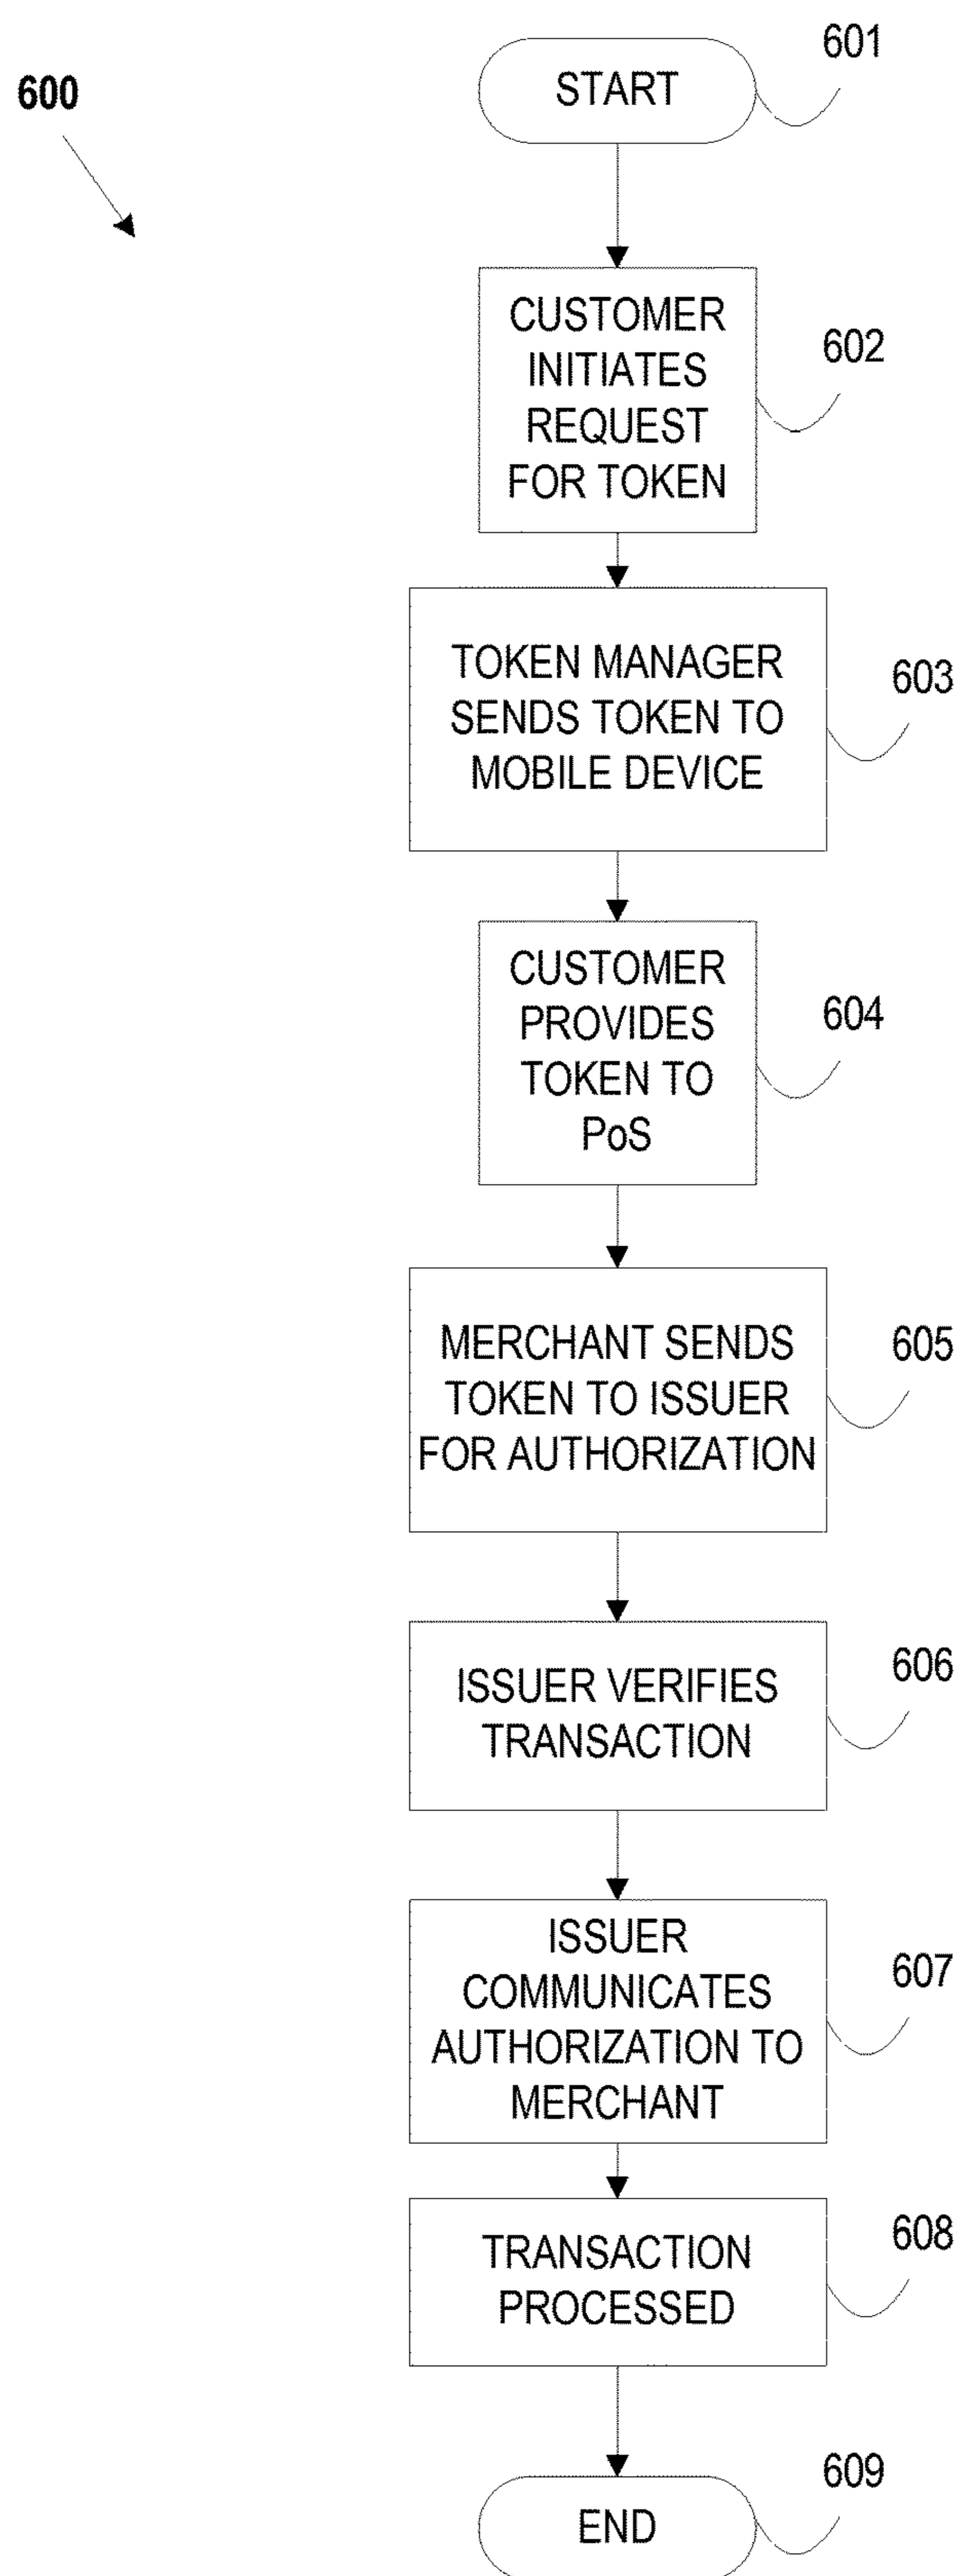 601
600
START
CUSTOMER
INITIATES
REQUEST
FOR TOKEN
602
TOKEN MANAGER
SENDS TOKEN TO
MOBILE DEVICE
603
CUSTOMER
PROVIDES
TOKEN TO
PoS
604
MERCHANT SENDS
TOKEN TO ISSUER
FOR AUTHORIZATION
605
ISSUER VERIFIES
TRANSACTION
606
ISSUER
COMMUNICATES
AUTHORIZATION TO
MERCHANT
607
TRANSACTION
PROCESSED
608
END
609